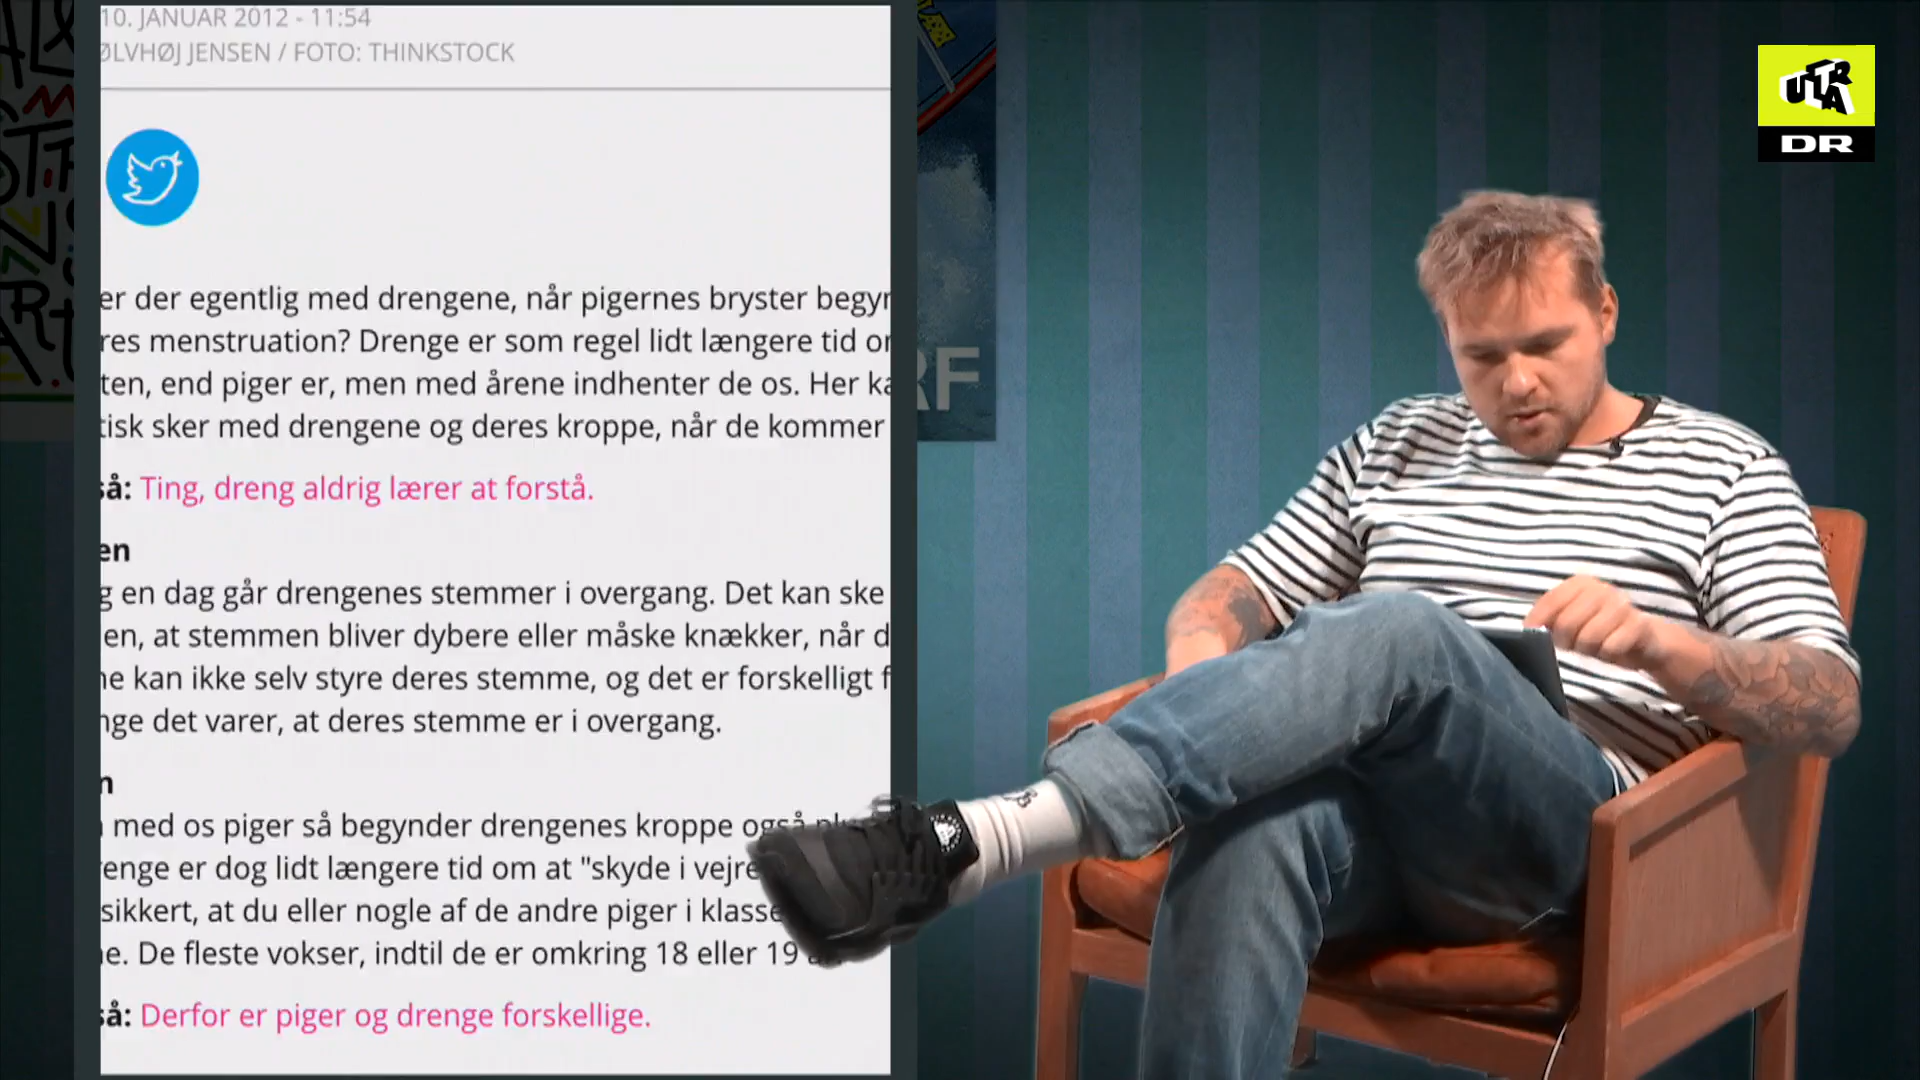 10. JANUAR 2012 - 11:54
ØLVHØJ JENSEN / FOTO: THINKSTOCK
ULTRA
DR
er der egentlig med drengene, når pigernes bryster begyn
res menstruation? Drenge er som regel lidt længere tid om
ten, end piger er, men med årene indhenter de os. Her ka
tisk sker med drengene og deres kroppe, når de kommer
så: Ting, dreng aldrig lærer at forstå.
en
g en dag går drengenes stemmer i overgang. Det kan ske
en, at stemmen bliver dybere eller måske knækker, når d
ne kan ikke selv styre deres stemme, og det er forskelligt f
nge det varer, at deres stemme er i overgang.
n
med os piger så begynder drengenes kroppe også
enge er dog lidt længere tid om at "skyde i vejre
sikkert, at du eller nogle af de andre piger i klasse
e. De fleste vokser, indtil de er omkring 18 eller 19
så: Derfor er piger og drenge forskellige.
RF